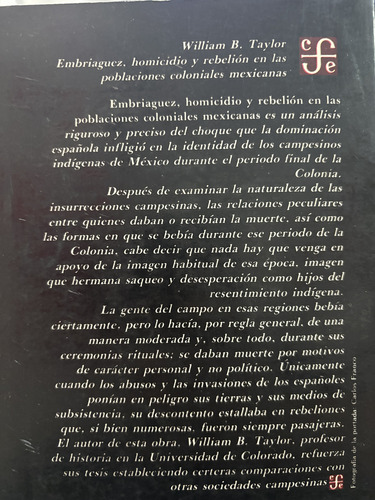 William B. Taylor
Embriaguez, homicidio y rebelión en las
poblaciones coloniales mexicanas
cfe
Embriaguez, homicidio y rebelión en las
poblaciones coloniales mexicanas es un análisis
riguroso y preciso del choque que la dominación
española infligió en la identidad de los campesinos
indígenas de México durante el periodo final de la
Colonia.
Después de examinar la naturaleza de las
insurrecciones campesinas, las relaciones peculiares
entre quienes daban o recibían la muerte, así como
las formas en que se bebía durante ese periodo de la
Colonia, cabe decir que nada hay que venga en
apoyo de la imagen habitual de esa época, imagen
que hermana saqueo y desesperación como hijos del
resentimiento indígena.
La gente del campo en esas regiones bebía
ciertamente, pero lo hacía, por regla general, de una
manera moderada y, sobre todo, durante sus
ceremonias rituales; se daban muerte por motivos
de carácter personal y no político. Únicamente
cuando los abusos y las invasiones de los españoles
ponían en peligro sus tierras y sus medios de
subsistencia, su descontento estallaba en rebeliones
que, si bien numerosas, fueron siempre pasajeras.
El autor de esta obra, William B. Taylor, profesor
de historia en la Universidad de Colorado, refuerza
sus tesis estableciendo certeras comparaciones con
otras sociedades campesinas cfe
Fotografía de la portada: Carlos Franco